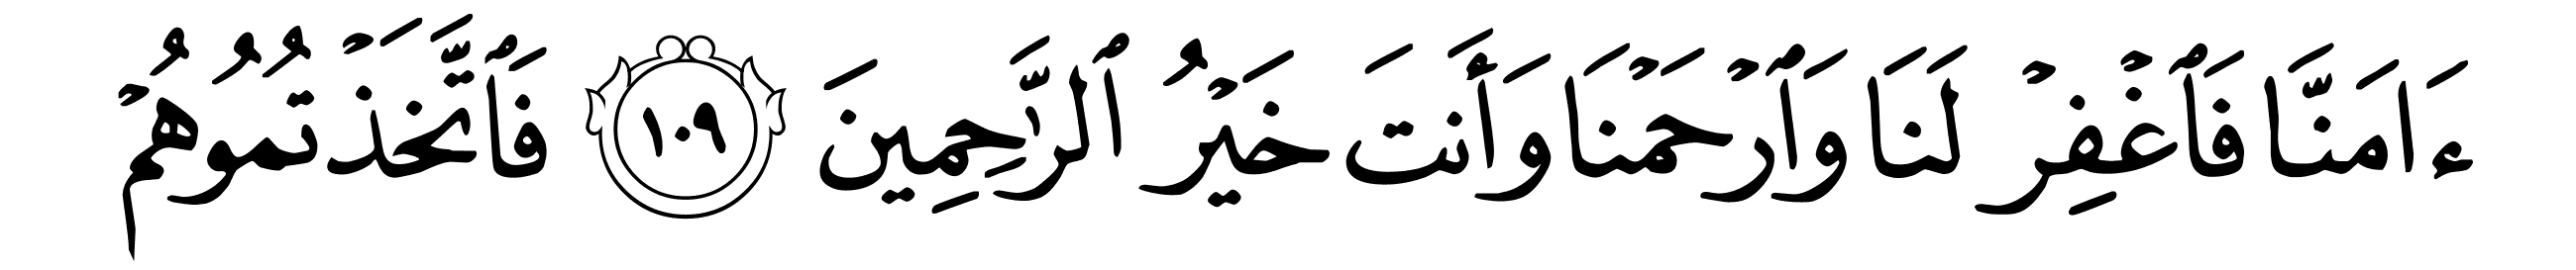 ءَامَنَّا فَٱغْفِرْ لَنَا وَٱرْحَمْنَا وَأَنتَ خَيْرُ ٱلرَّٰحِمِينَ ١٠٩ فَٱتَّخَذْتُمُوهُمْ